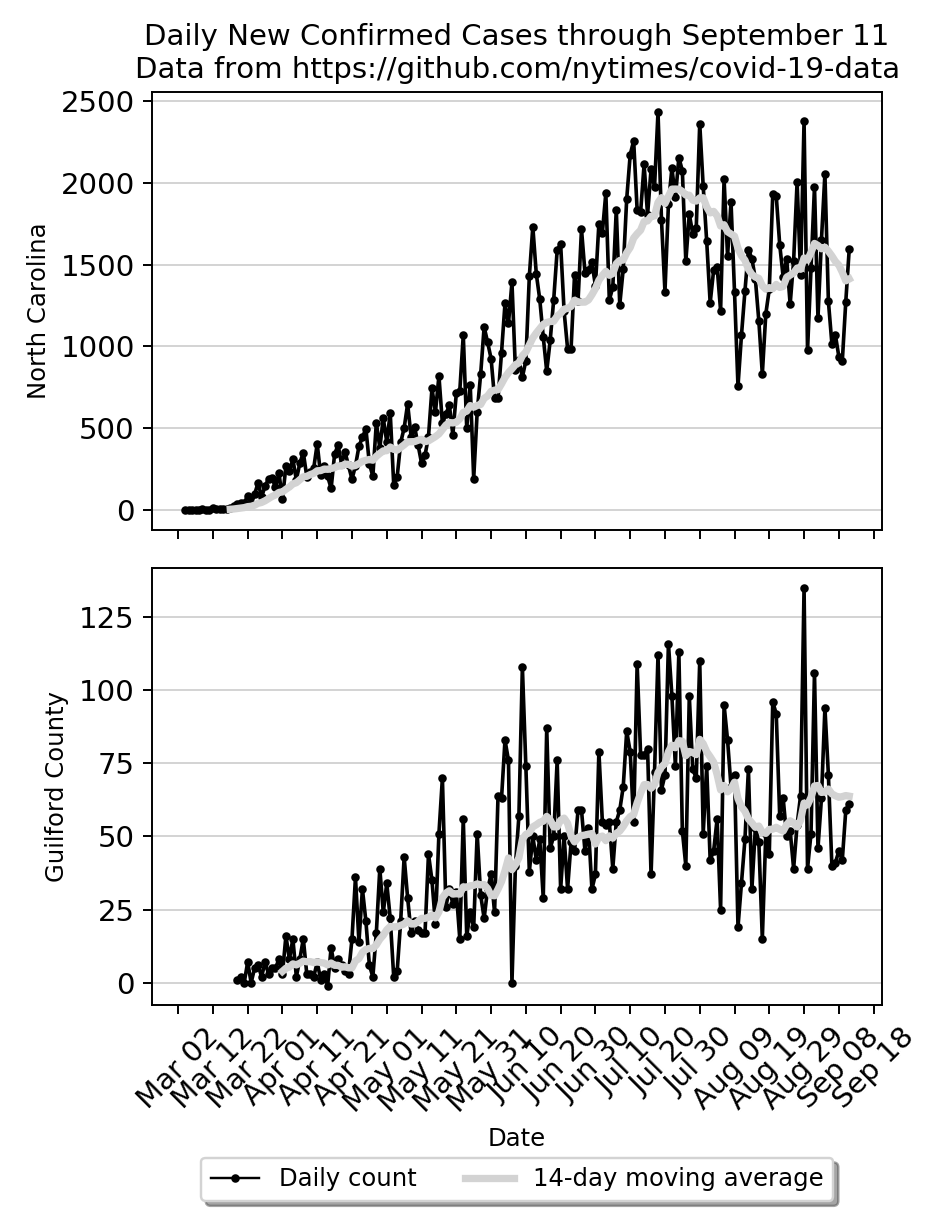 Daily New Confirmed Cases through September 11
Data from https://github.com/nytimes/covid-19-data
2500
2000
1500
1000
500
0
North Carolina
125
100
75
50
25
0
Guilford County
Mar 02
Mar 12
Mar 22
Apr 01
Apr 11
Apr 21
May 01
May 11
May 21
May 31
Jun 10
Jun 20
Jun 30
Jul 10
Jul 20
Jul 30
Aug 09
Aug 19
Aug 29
Sep 08
Sep 18
Date
Daily count 14-day moving average